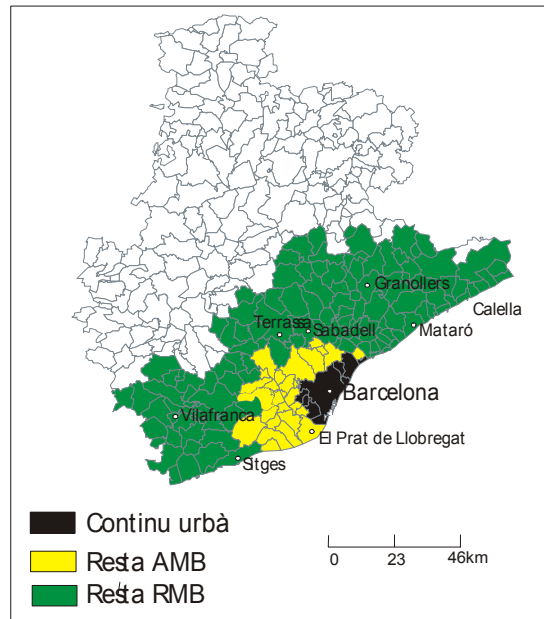 Granollers
Calella
Terrassa
Sabadell
Mataró
Barcelona
Vilafranca
El Prat de Llobregat
Sitges
Continu urbà
Resta AMB
Resta RMB
0 23 46km